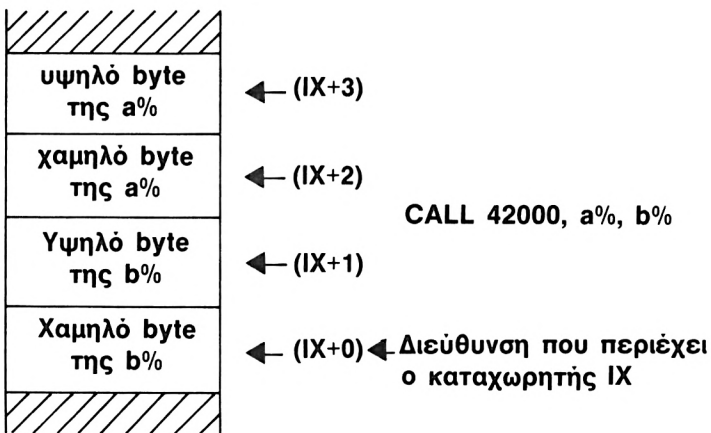 υψηλό byte
της a%
(IX+3)
χαμηλό byte
της a%
(IX+2)
CALL 42000, a%, b%
Υψηλό byte
της b%
(IX+1)
Χαμηλό byte
της b%
(IX+0)
Διεύθυνση που περιέχει
ο καταχωρητής IX